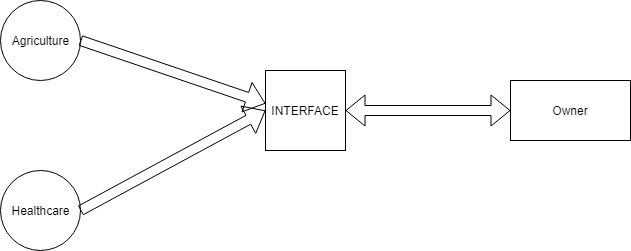 Agriculture
INTERFACE
Owner
Healthcare